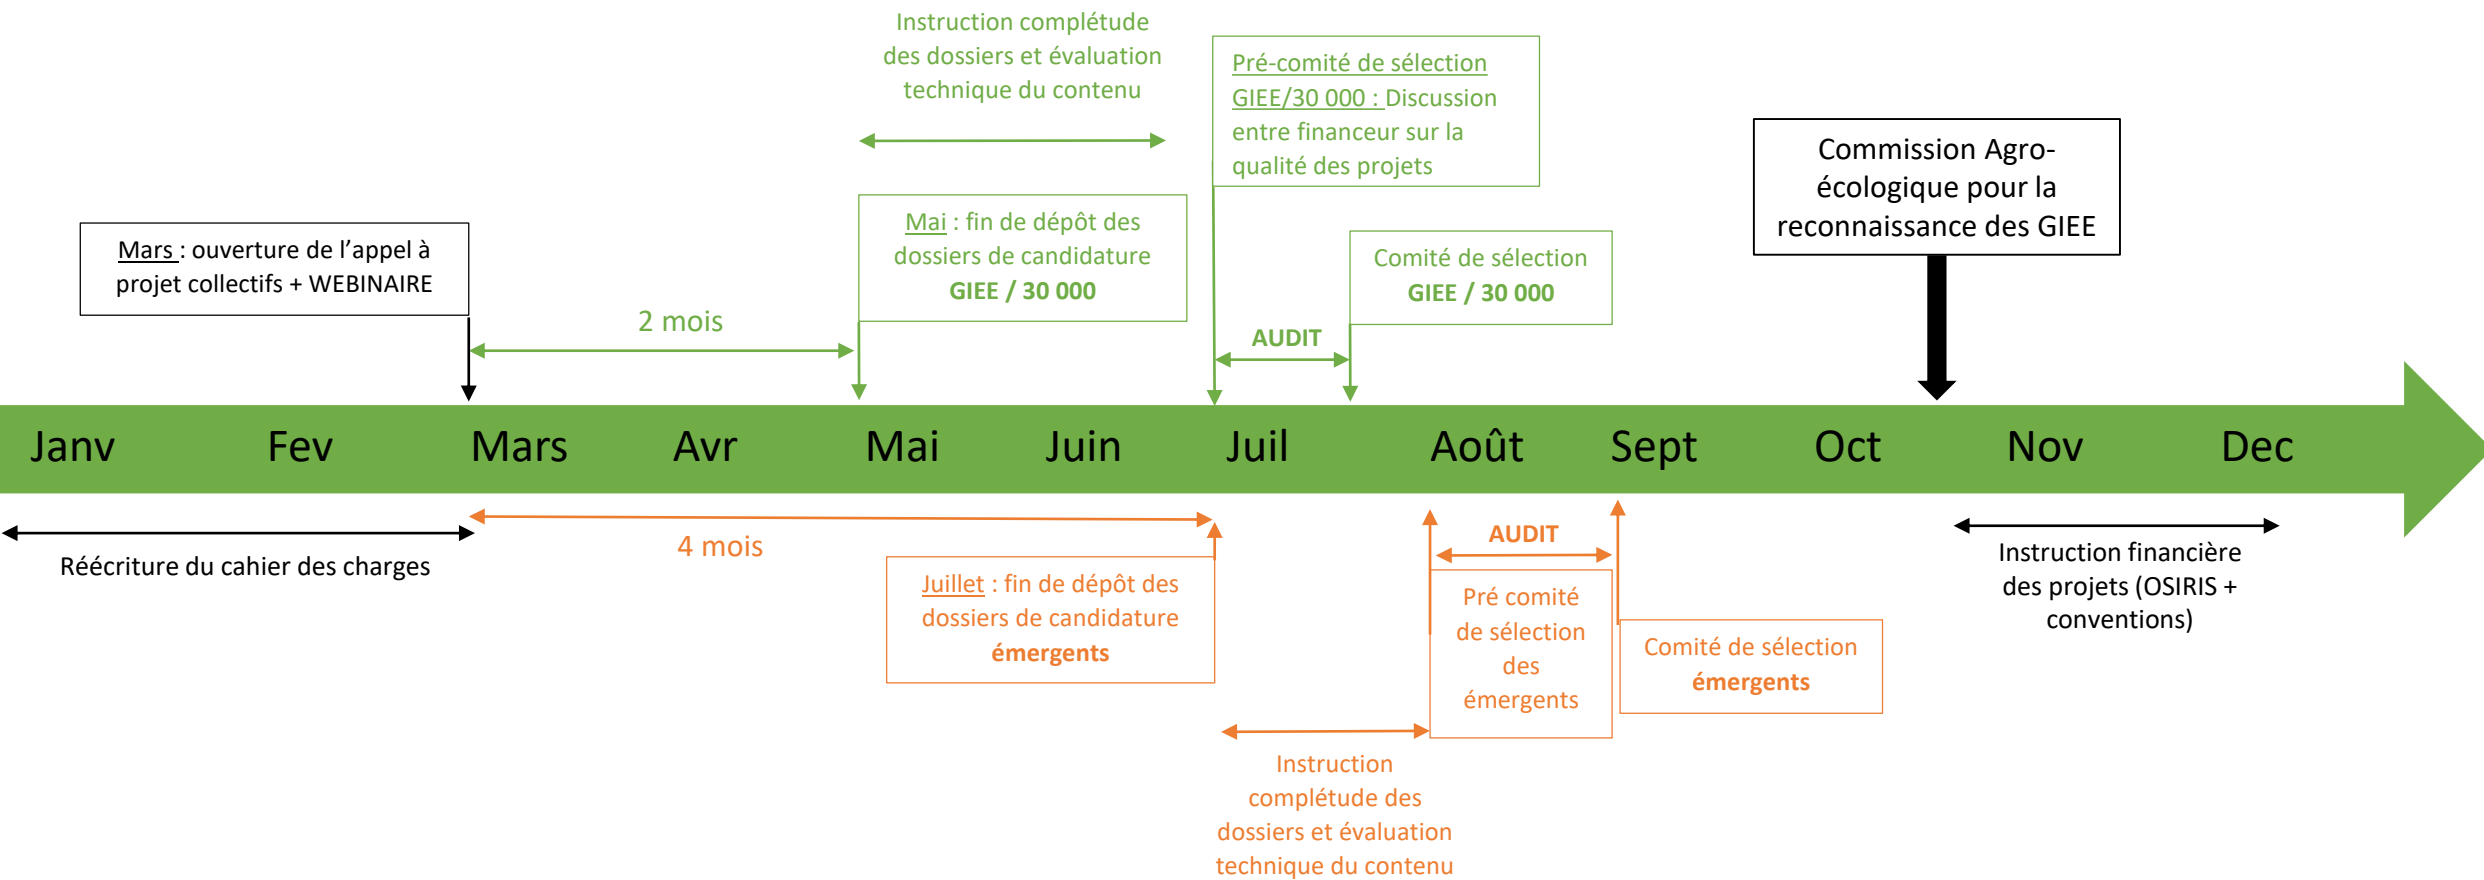 Instruction complétude
des dossiers et évaluation
technique du contenu
Pré-comité de sélection
GIEE/30 000 : Discussion
entre financeur sur la
qualité des projets
Commission Agro-
écologique pour la
reconnaissance des GIEE
Mars : ouverture de l’appel à
projet collectifs + WEBINAIRE
Mai : fin de dépôt des
dossiers de candidature
GIEE / 30 000
Comité de sélection
GIEE / 30 000
2 mois
AUDIT
Janv Fev Mars Avr Mai Juin Juil Août Sept Oct Nov Dec
Réécriture du cahier des charges
4 mois
Juillet : fin de dépôt des
dossiers de candidature
émergents
AUDIT
Pré comité
de sélection
des
émergents
Comité de sélection
émergents
Instruction financière
des projets (OSIRIS +
conventions)
Instruction
complétude des
dossiers et évaluation
technique du contenu